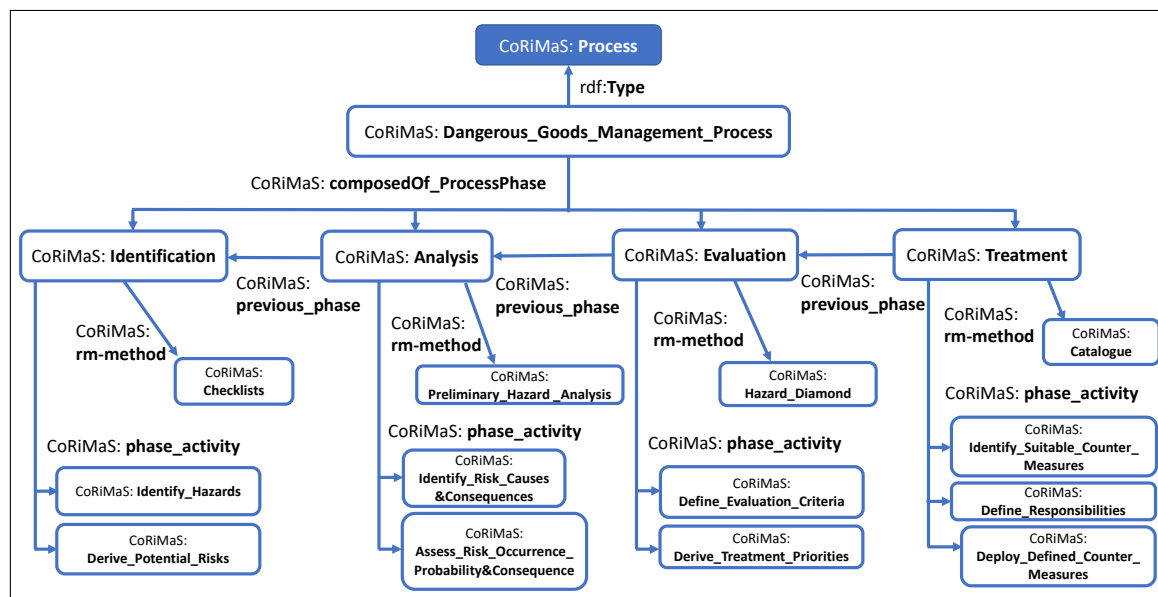 CoRiMaS: Process
rdf:Type
CoRiMaS: Dangerous_Goods_Management_Process
CoRiMaS: composedOf_ProcessPhase
CoRiMaS: Identification
CoRiMaS: Analysis
CoRiMaS: Evaluation
CoRiMaS: Treatment
CoRiMaS:
previous_phase
CoRiMaS:
previous_phase
CoRiMaS:
previous_phase
CoRiMaS:
rm-method
CoRiMaS:
rm-method
CoRiMaS:
rm-method
CoRiMaS:
rm-method
CoRiMaS:
Checklists
CoRiMaS:
Preliminary_Hazard_Analysis
CoRiMaS:
Hazard_Diamond
CoRiMaS:
Catalogue
CoRiMaS: phase_activity
CoRiMaS: Identify_Hazards
CoRiMaS:
Derive_Potential_Risks
CoRiMaS: phase_activity
CoRiMaS:
Identify_Risk_Causes
&Consequences
CoRiMaS:
Assess_Risk_Occurrence_
Probability&Consequence
CoRiMaS: phase_activity
CoRiMaS:
Define_Evaluation_Criteria
CoRiMaS:
Derive_Treatment_Priorities
CoRiMaS: phase_activity
CoRiMaS:
Identify_Suitable_Counter_
Measures
CoRiMaS:
Define_Responsibilities
CoRiMaS:
Deploy_Defined_Counter_
Measures